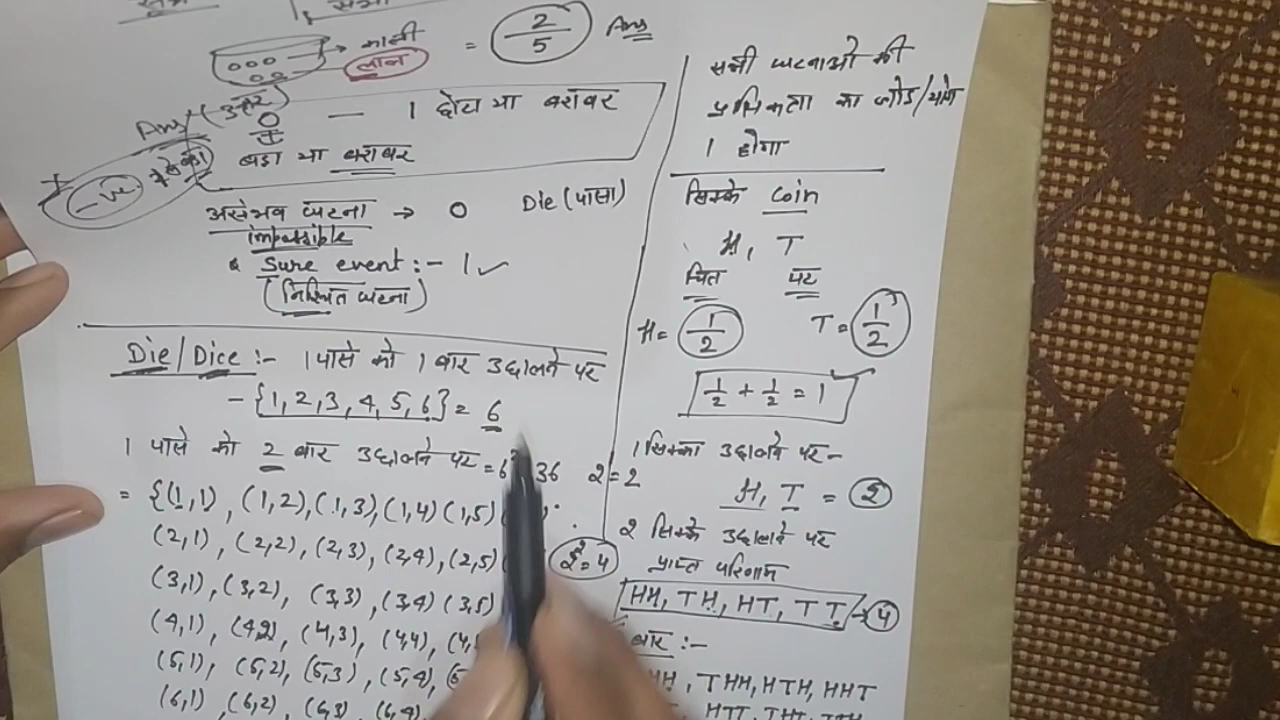 → काली
लाल
= 2/5 Ans
Ans (उत्तर)
0 — 1 छोटा या बराबर
बड़ा या बराबर
-ve
असंभव घटना → 0
impossible
Die (पासा)
& Sure event :- 1 ✓
(निश्चित घटना)
Die/Dice :- 1 पासे को 1 बार उछालने पर
- {1, 2, 3, 4, 5, 6} = 6
1 पासे को 2 बार उछालने पर = 6² 36
= {(1,1), (1,2), (1,3), (1,4) (1,5)
(2,1), (2,2), (2,3), (2,4), (2,5)
(3,1), (3,2), (3,3), (3,4) (3,5)
(4,1), (4,2), (4,3), (4,4),
(5,1), (5,2), (5,3), (5,4),
(6,1), (6,2), (6,3) (6,4)
सभी घटनाओं की
प्रायिकता का जोड़/योग
1 होगा
सिक्के Coin
H, T
चित पट
H = 1/2 T = 1/2
1/2 + 1/2 = 1
1 सिक्का उछालने पर -
2 = 2
H, T = 2
2 सिक्के उछालने पर
2² = 4
प्राप्त परिणाम
HH, TH, HT, TT → 4
बार :-
HH, THH, HTH, HHT
HTT, THT, TTH